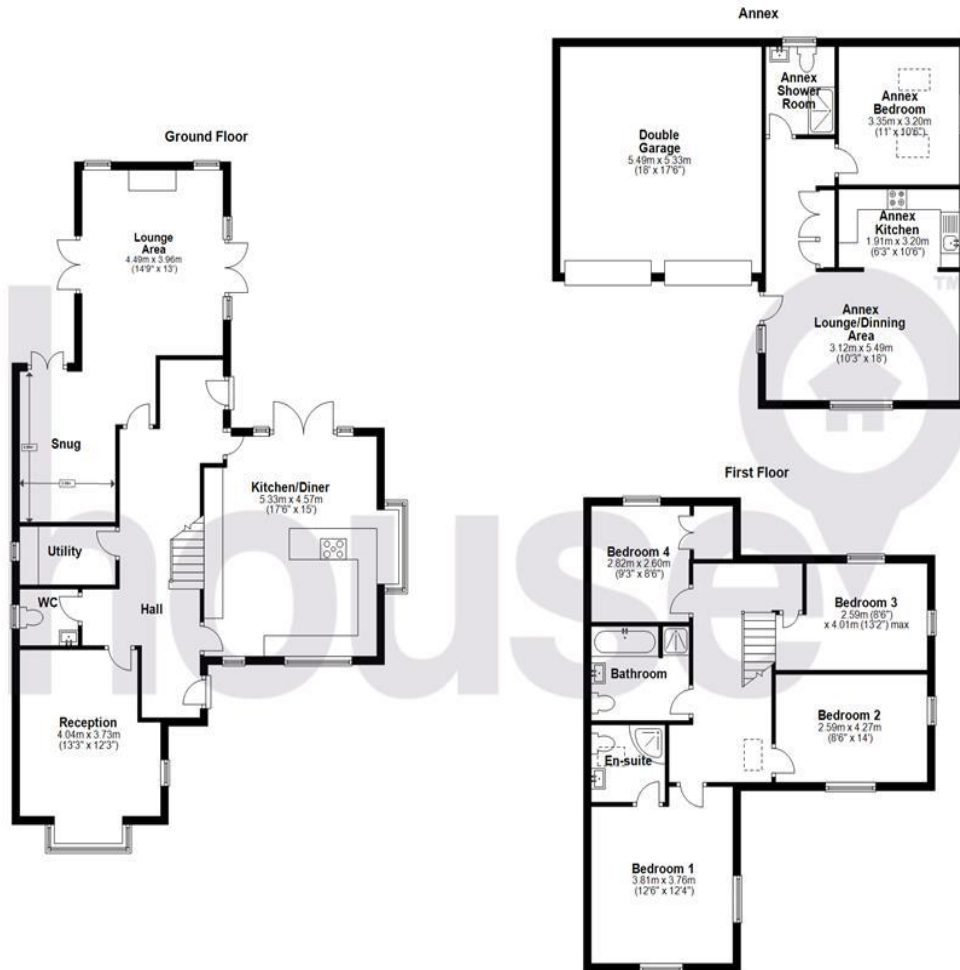 Annex
Annex
Shower
Room
Annex
Bedroom
3.35m x 3.20m
(11' x 10'6")
Double
Garage
5.49m x 5.33m
(18' x 17'6")
Annex
Kitchen
1.91m x 3.20m
(6'3" x 10'6")
Annex
Lounge/Dinning
Area
3.12m x 5.49m
(10'3" x 18')
Ground Floor
Lounge
Area
4.49m x 3.96m
(14'9" x 13')
Snug
Kitchen/Diner
5.33m x 4.57m
(17'6" x 15')
Utility
WC
Hall
Reception
4.04m x 3.73m
(13'3" x 12'3")
First Floor
Bedroom 4
2.82m x 2.60m
(9'3" x 8'6")
Bedroom 3
2.59m (8'6")
x 4.01m (13'2") max
Bathroom
Bedroom 2
2.59m x 4.27m
(8'6" x 14')
En-suite
Bedroom 1
3.81m x 3.76m
(12'6" x 12'4")
house
TM